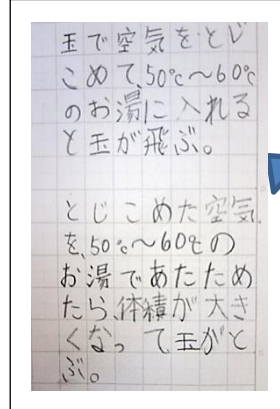 玉で空気をとじ
こめて、50℃～60℃
のお湯に入れる
と玉が飛ぶ。
とじこめた空気
を、50℃～60℃の
お湯であたため
たら、体積が大き
くなって玉がと
ぶ。